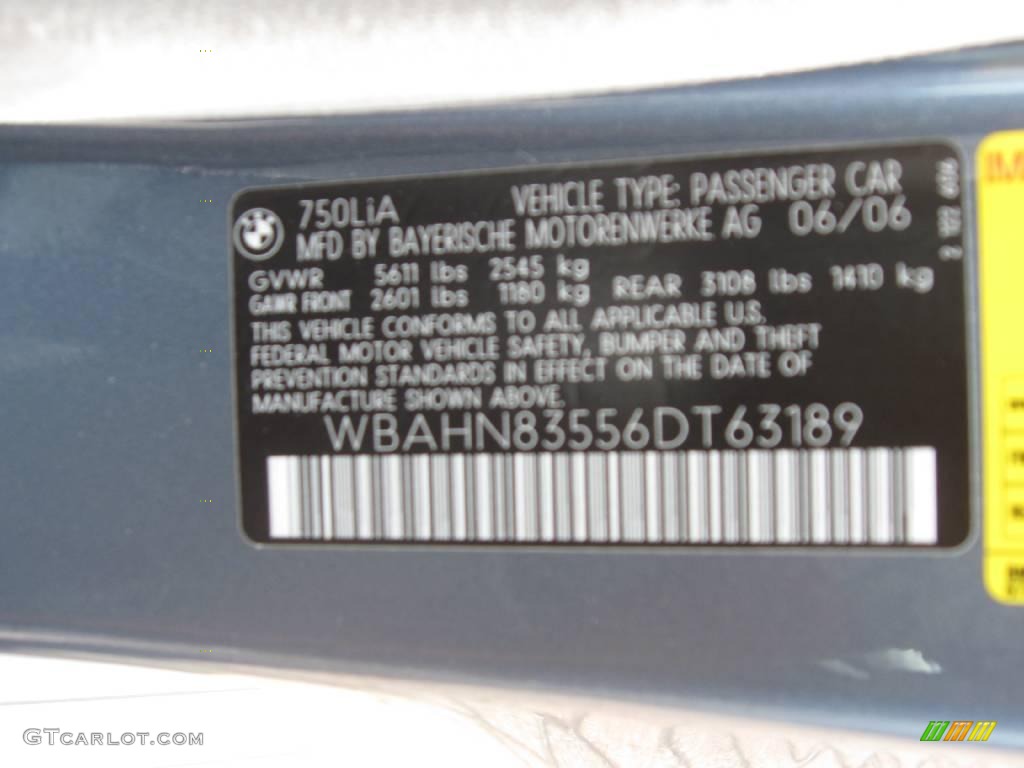 750LiA VEHICLE TYPE: PASSENGER CAR
MFD BY BAYERISCHE MOTORENWERKE AG 06/06
GVWR 5611 lbs 2545 kg
GAWR FRONT 2601 lbs 1180 kg REAR 3108 lbs 1410 kg
THIS VEHICLE CONFORMS TO ALL APPLICABLE U.S.
FEDERAL MOTOR VEHICLE SAFETY, BUMPER AND THEFT
PREVENTION STANDARDS IN EFFECT ON THE DATE OF
MANUFACTURE SHOWN ABOVE.
WBAHN83556DT63189
GTCARLOT.COM